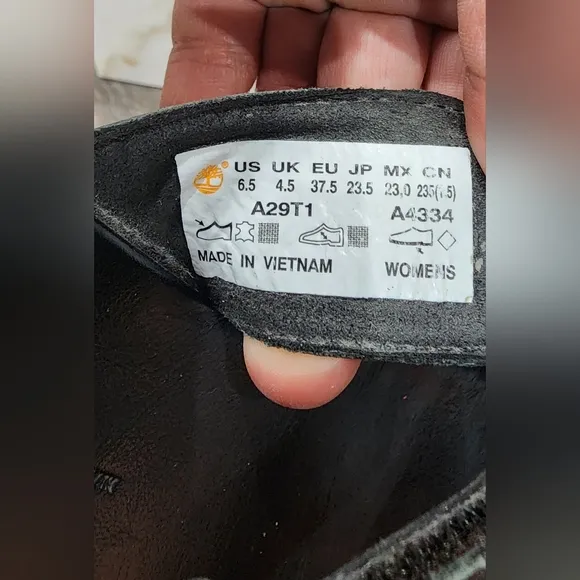 US UK EU JP MX CN
6.5 4.5 37.5 23.5 23.0 235(1.5)
A29T1 A4334
MADE IN VIETNAM WOMENS